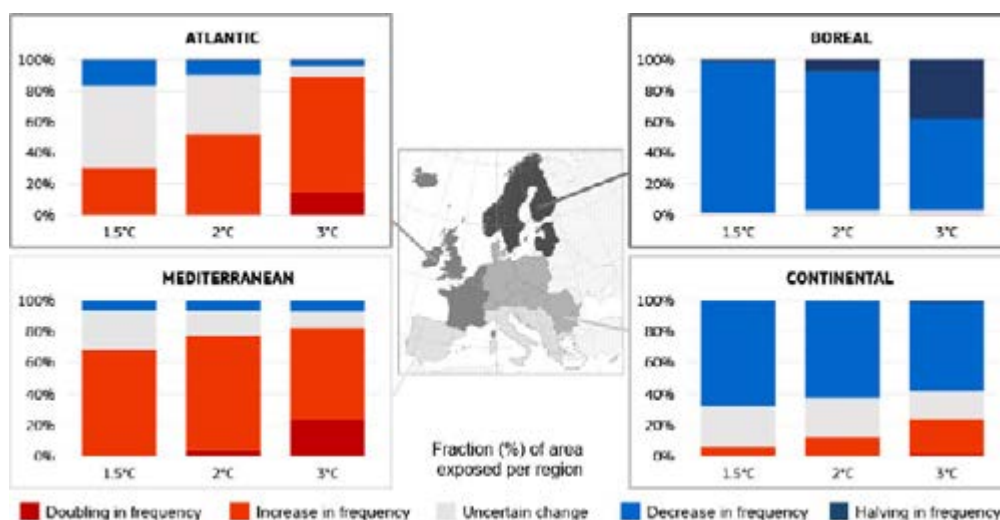 ATLANTIC
100%
80%
60%
40%
20%
0%
1.5°C 2°C 3°C
BOREAL
100%
80%
60%
40%
20%
0%
1.5°C 2°C 3°C
MEDITERRANEAN
100%
80%
60%
40%
20%
0%
1.5°C 2°C 3°C
CONTINENTAL
100%
80%
60%
40%
20%
0%
1.5°C 2°C 3°C
Fraction (%) of area
exposed per region
Doubling in frequency Increase in frequency Uncertain change Decrease in frequency Halving in frequency